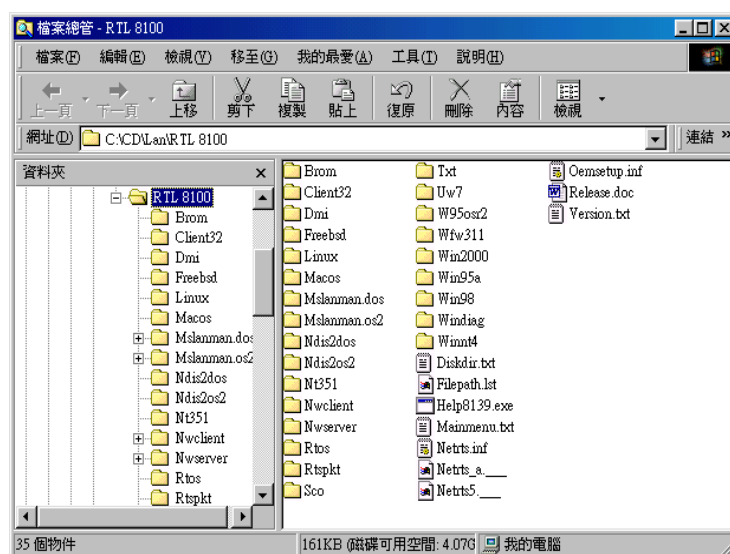 檔案總管 - RTL 8100
檔案(F) 編輯(E) 檢視(V) 移至(G) 我的最愛(A) 工具(T) 說明(H)
上一頁 下一頁 上移 剪下 複製 貼上 復原 刪除 內容 檢視
網址(D) C:\CD\Lan\RTL 8100 連結 »
資料夾
RTL 8100
Brom
Client32
Dmi
Freebsd
Linux
Macos
Mslanman.dos
Mslanman.os2
Ndis2dos
Ndis2os2
Nt351
Nwclient
Nwserver
Rtos
Rtspkt
Brom
Client32
Dmi
Freebsd
Linux
Macos
Mslanman.dos
Mslanman.os2
Ndis2dos
Ndis2os2
Nt351
Nwclient
Nwserver
Rtos
Rtspkt
Sco
Txt
Uw7
W95osr2
Wfw311
Win2000
Win95a
Win98
Windiag
Winnt4
Diskdir.txt
Filepath.lst
Help8139.exe
Mainmenu.txt
Netrts.inf
Netrts_a.___
Netrts5.___
Oemsetup.inf
Release.doc
Version.txt
35 個物件 161KB (磁碟可用空間: 4.07G 我的電腦